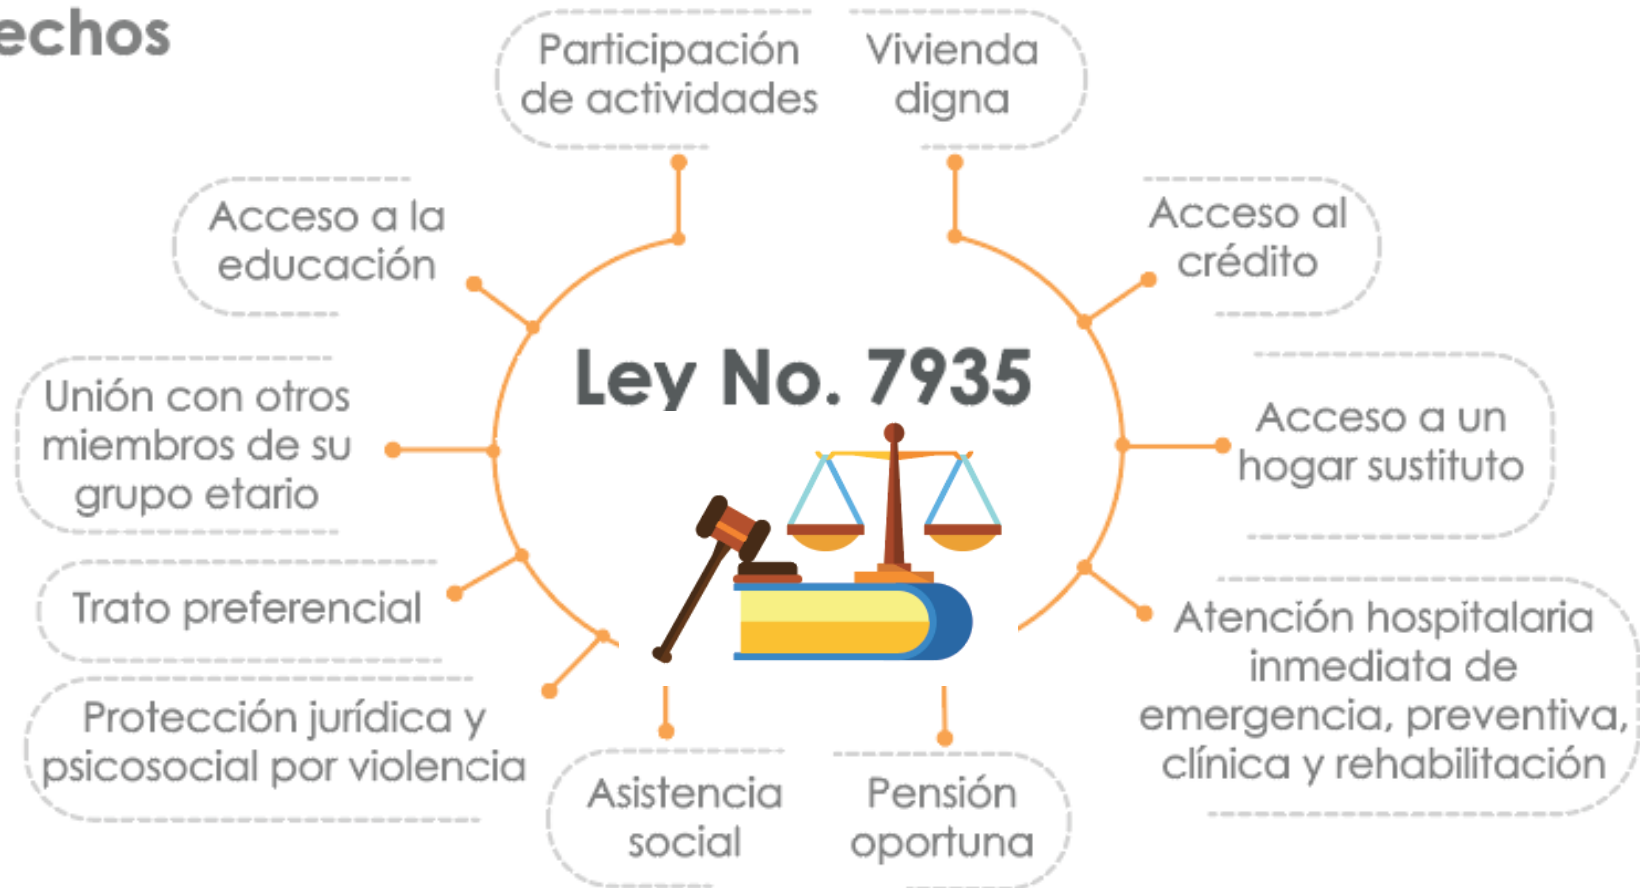 echos
Participación
de actividades
Vivienda
digna
Acceso a la
educación
Acceso al
crédito
Unión con otros
miembros de su
grupo etario
Ley No. 7935
Acceso a un
hogar sustituto
Trato preferencial
Atención hospitalaria
inmediata de
emergencia, preventiva,
clínica y rehabilitación
Protección jurídica y
psicosocial por violencia
Asistencia
social
Pensión
oportuna